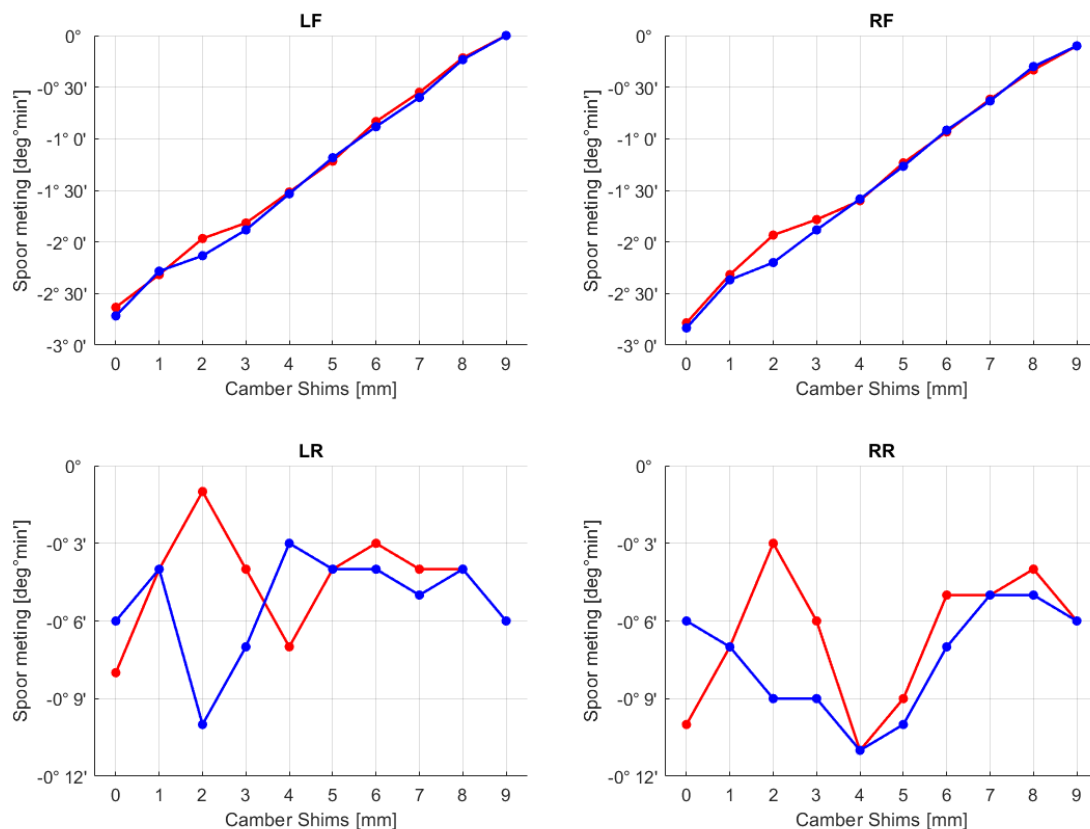 LF
0°
-0° 30'
-1° 0'
-1° 30'
-2° 0'
-2° 30'
-3° 0'
Spoor meting [deg°min']
0 1 2 3 4 5 6 7 8 9
Camber Shims [mm]
RF
0°
-0° 30'
-1° 0'
-1° 30'
-2° 0'
-2° 30'
-3° 0'
Spoor meting [deg°min']
0 1 2 3 4 5 6 7 8 9
Camber Shims [mm]
LR
0°
-0° 3'
-0° 6'
-0° 9'
-0° 12'
Spoor meting [deg°min']
0 1 2 3 4 5 6 7 8 9
Camber Shims [mm]
RR
0°
-0° 3'
-0° 6'
-0° 9'
-0° 12'
Spoor meting [deg°min']
0 1 2 3 4 5 6 7 8 9
Camber Shims [mm]